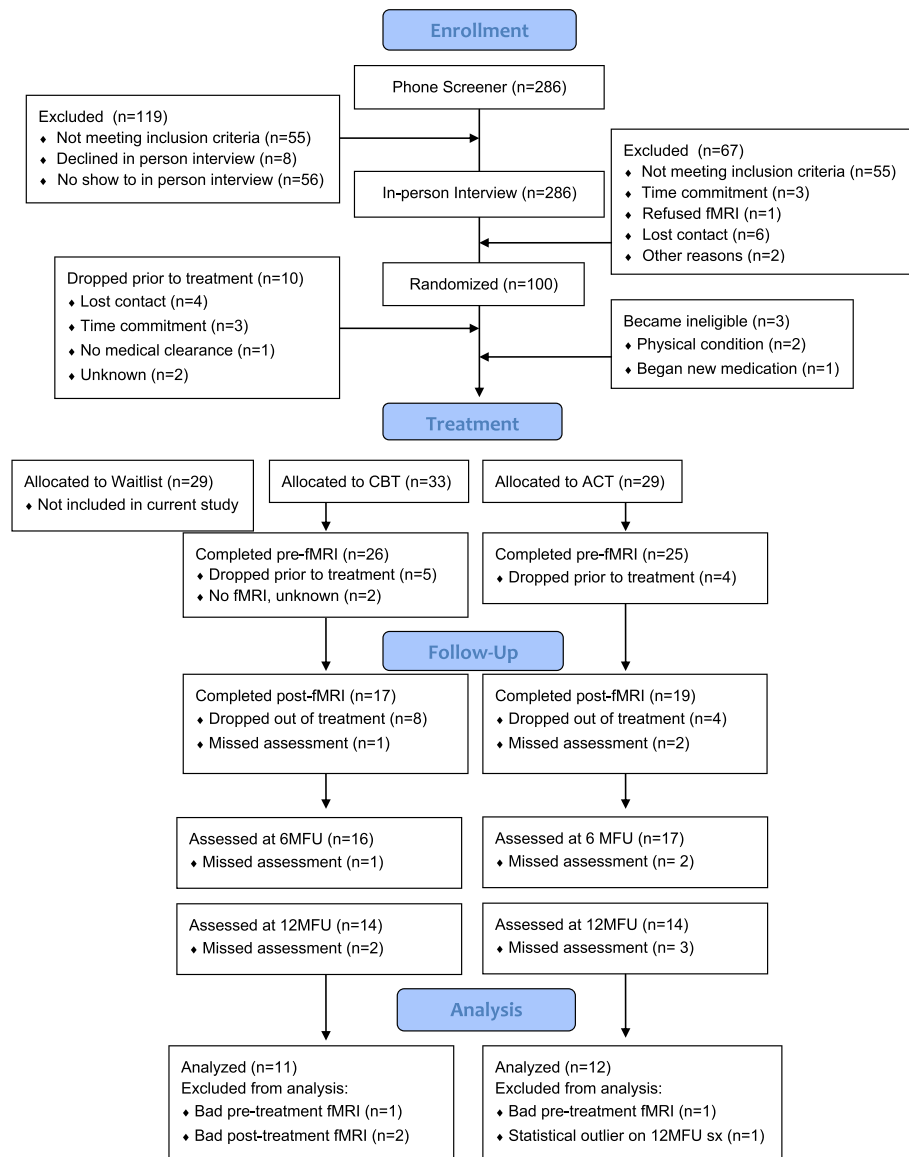 Enrollment
Phone Screener (n=286)
Excluded (n=119)
♦ Not meeting inclusion criteria (n=55)
♦ Declined in person interview (n=8)
♦ No show to in person interview (n=56)
Excluded (n=67)
♦ Not meeting inclusion criteria (n=55)
♦ Time commitment (n=3)
♦ Refused fMRI (n=1)
♦ Lost contact (n=6)
♦ Other reasons (n=2)
In-person Interview (n=286)
Dropped prior to treatment (n=10)
♦ Lost contact (n=4)
♦ Time commitment (n=3)
♦ No medical clearance (n=1)
♦ Unknown (n=2)
Randomized (n=100)
Became ineligible (n=3)
♦ Physical condition (n=2)
♦ Began new medication (n=1)
Treatment
Allocated to Waitlist (n=29)
♦ Not included in current study
Allocated to CBT (n=33)
Allocated to ACT (n=29)
Completed pre-fMRI (n=26)
♦ Dropped prior to treatment (n=5)
♦ No fMRI, unknown (n=2)
Completed pre-fMRI (n=25)
♦ Dropped prior to treatment (n=4)
Follow-Up
Completed post-fMRI (n=17)
♦ Dropped out of treatment (n=8)
♦ Missed assessment (n=1)
Completed post-fMRI (n=19)
♦ Dropped out of treatment (n=4)
♦ Missed assessment (n=2)
Assessed at 6MFU (n=16)
♦ Missed assessment (n=1)
Assessed at 6 MFU (n=17)
♦ Missed assessment (n= 2)
Assessed at 12MFU (n=14)
♦ Missed assessment (n=2)
Assessed at 12MFU (n=14)
♦ Missed assessment (n= 3)
Analysis
Analyzed (n=11)
Excluded from analysis:
♦ Bad pre-treatment fMRI (n=1)
♦ Bad post-treatment fMRI (n=2)
Analyzed (n=12)
Excluded from analysis:
♦ Bad pre-treatment fMRI (n=1)
♦ Statistical outlier on 12MFU sx (n=1)